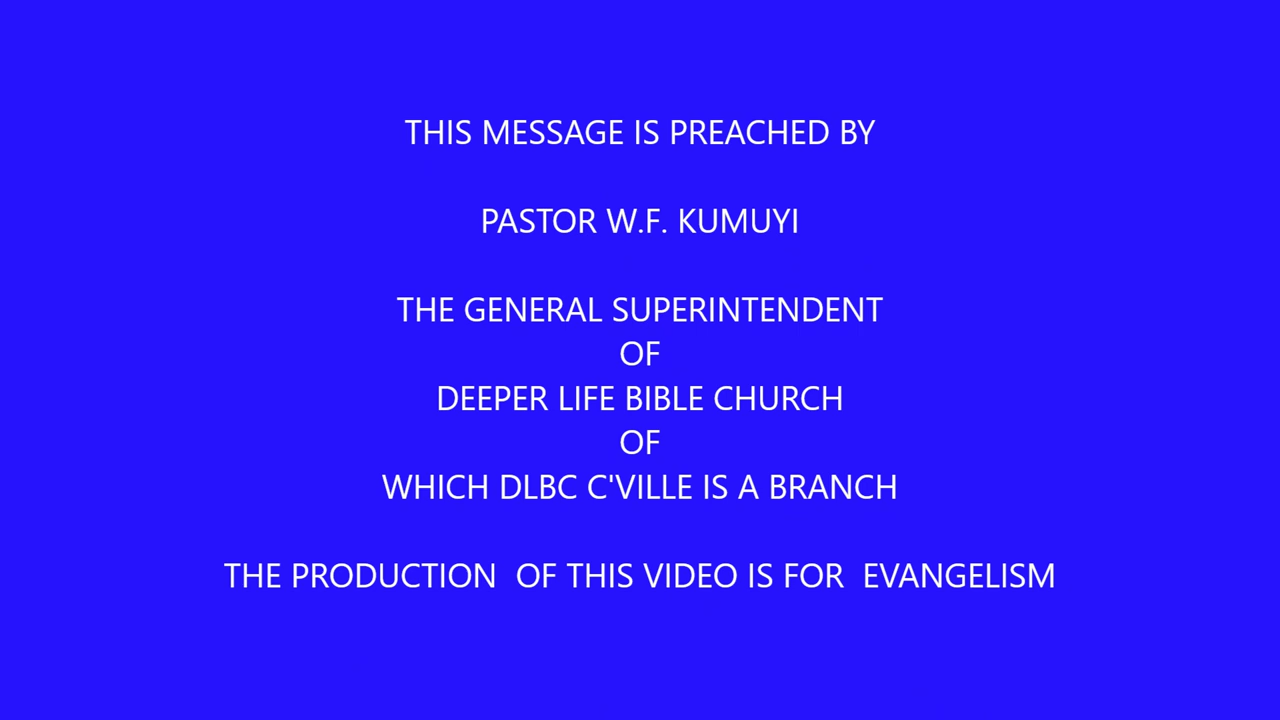 THIS MESSAGE IS PREACHED BY
PASTOR W.F. KUMUYI
THE GENERAL SUPERINTENDENT
OF
DEEPER LIFE BIBLE CHURCH
OF
WHICH DLBC C'VILLE IS A BRANCH
THE PRODUCTION  OF THIS VIDEO IS FOR  EVANGELISM